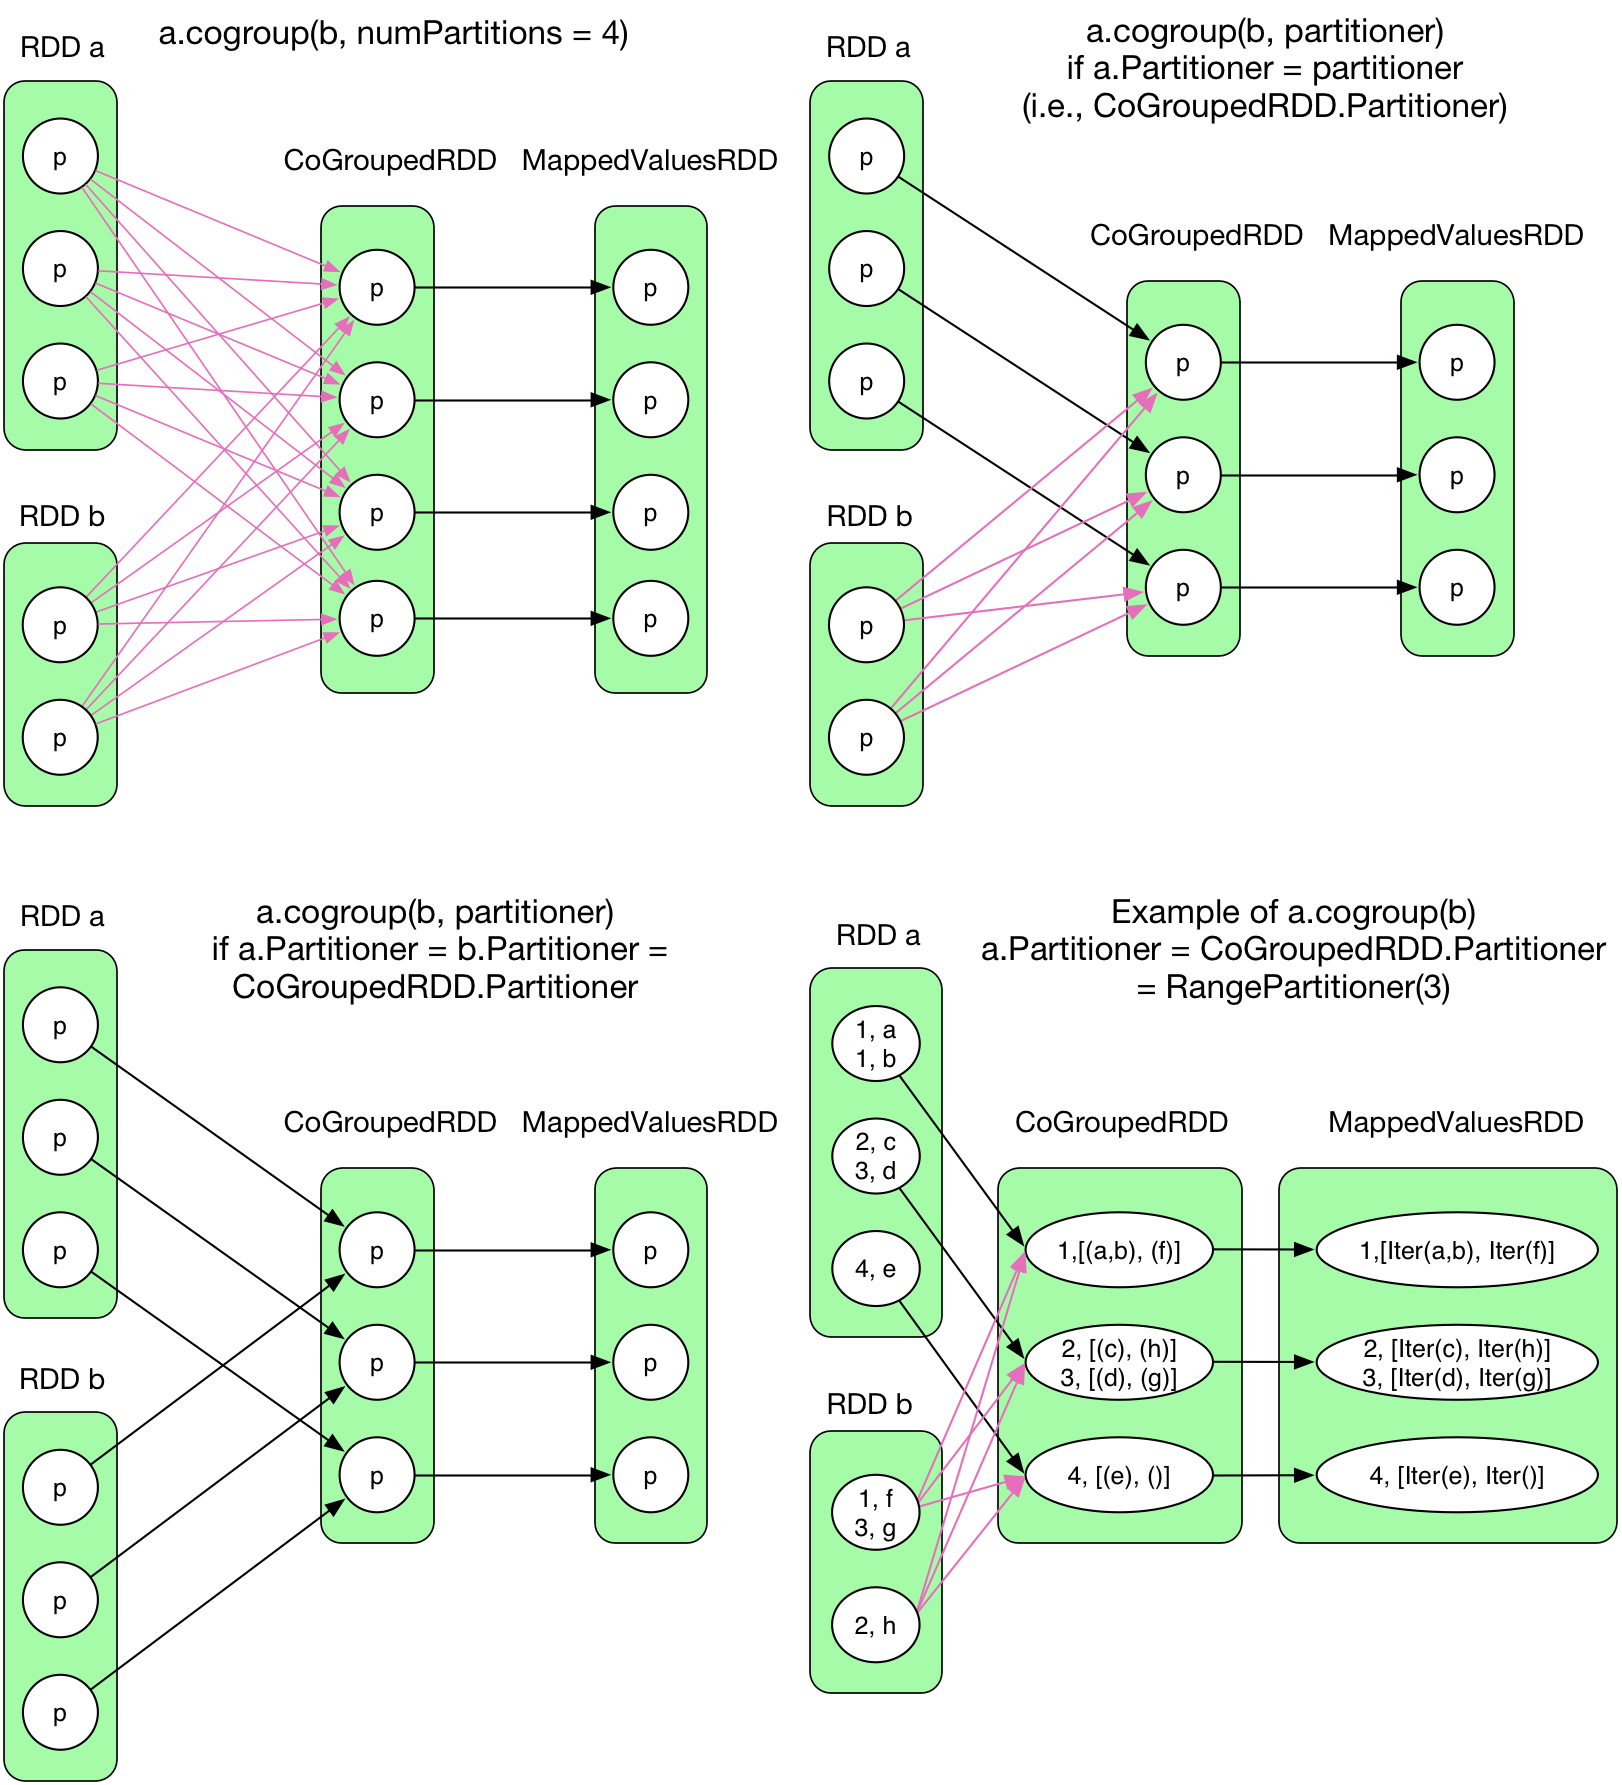 a.cogroup(b, numPartitions = 4)
RDD a
p
p
p
RDD b
p
p
CoGroupedRDD
p
p
p
p
MappedValuesRDD
p
p
p
p
a.cogroup(b, partitioner)
if a.Partitioner = partitioner
(i.e., CoGroupedRDD.Partitioner)
RDD a
p
p
p
RDD b
p
p
CoGroupedRDD
p
p
p
MappedValuesRDD
p
p
p
a.cogroup(b, partitioner)
if a.Partitioner = b.Partitioner =
CoGroupedRDD.Partitioner
RDD a
p
p
p
RDD b
p
p
p
CoGroupedRDD
p
p
p
MappedValuesRDD
p
p
p
Example of a.cogroup(b)
a.Partitioner = CoGroupedRDD.Partitioner
= RangePartitioner(3)
RDD a
1, a
1, b
2, c
3, d
4, e
RDD b
1, f
3, g
2, h
CoGroupedRDD
1,[(a,b), (f)]
2, [(c), (h)]
3, [(d), (g)]
4, [(e), ()]
MappedValuesRDD
1,[Iter(a,b), Iter(f)]
2, [Iter(c), Iter(h)]
3, [Iter(d), Iter(g)]
4, [Iter(e), Iter()]